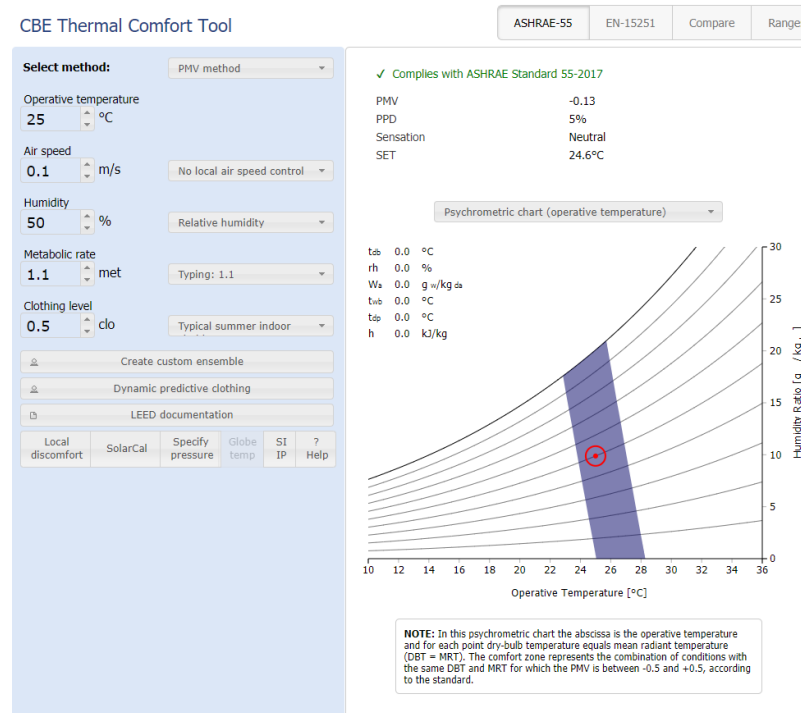 CBE Thermal Comfort Tool
ASHRAE-55 EN-15251 Compare Range
Select method: PMV method
Operative temperature
25 °C
Air speed
0.1 m/s No local air speed control
Humidity
50 % Relative humidity
Metabolic rate
1.1 met Typing: 1.1
Clothing level
0.5 clo Typical summer indoor
Create custom ensemble
Dynamic predictive clothing
LEED documentation
Local discomfort SolarCal Specify pressure Globe temp SI IP ? Help
✓ Complies with ASHRAE Standard 55-2017
PMV -0.13
PPD 5%
Sensation Neutral
SET 24.6°C
Psychrometric chart (operative temperature)
tdb 0.0 °C
rh 0.0 %
Wa 0.0 g w/kg da
twb 0.0 °C
tdp 0.0 °C
h 0.0 kJ/kg
30
25
20
15
10
5
0
Humidity Ratio [g / kg ]
10 12 14 16 18 20 22 24 26 28 30 32 34 36
Operative Temperature [°C]
NOTE: In this psychrometric chart the abscissa is the operative temperature
and for each point dry-bulb temperature equals mean radiant temperature
(DBT = MRT). The comfort zone represents the combination of conditions with
the same DBT and MRT for which the PMV is between -0.5 and +0.5, according
to the standard.